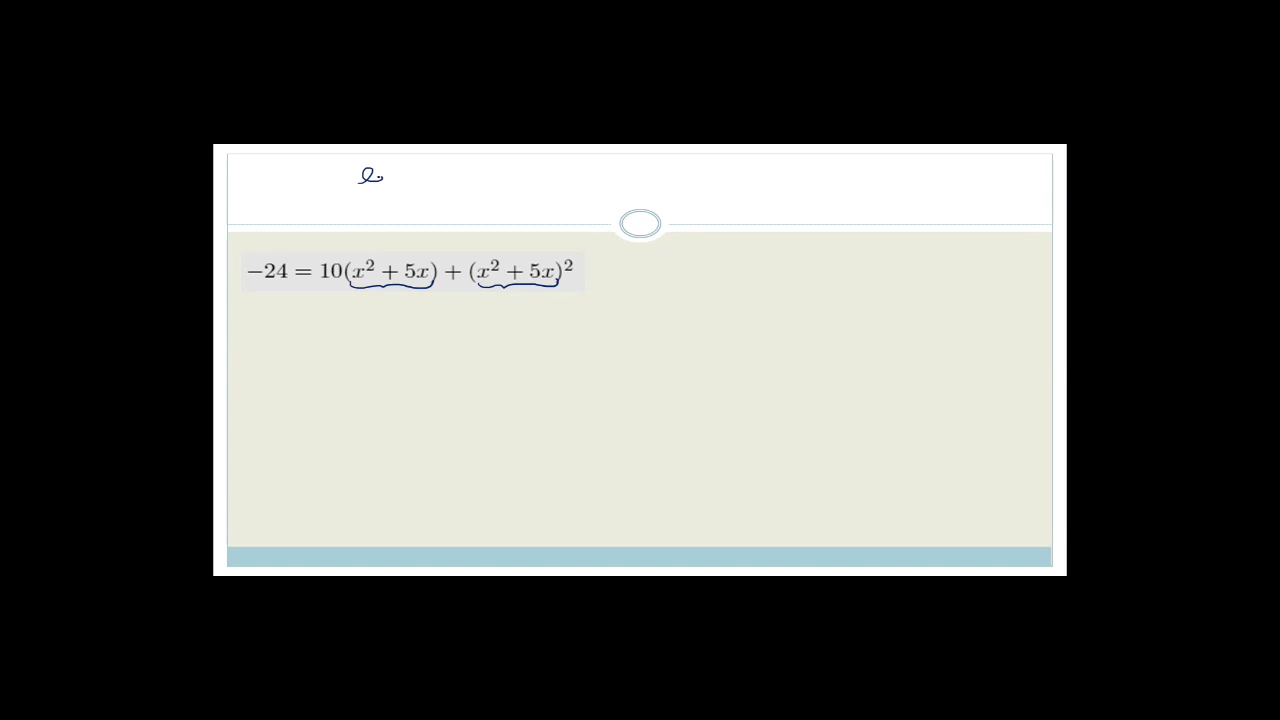 −24 = 10(x² + 5x) + (x² + 5x)²